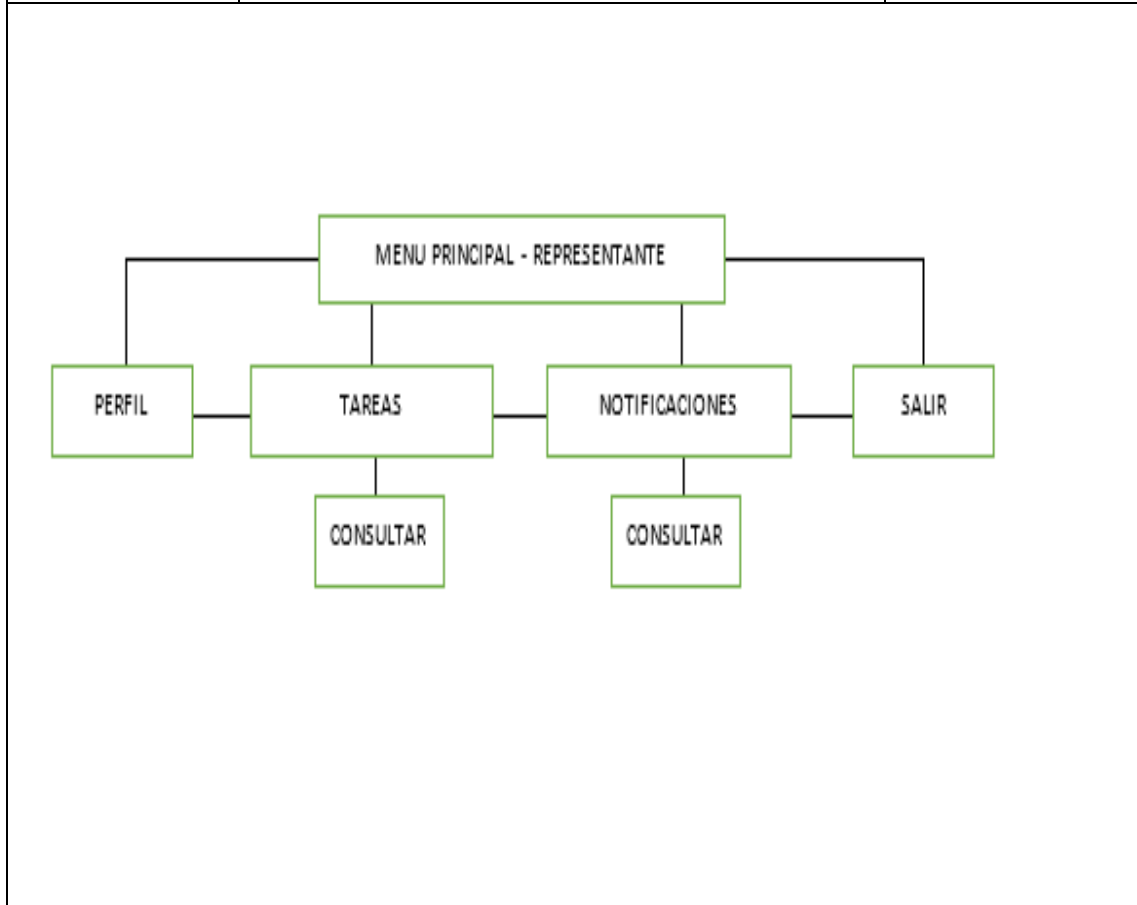 MENU PRINCIPAL - REPRESENTANTE
PERFIL
TAREAS
NOTIFICACIONES
SALIR
CONSULTAR
CONSULTAR